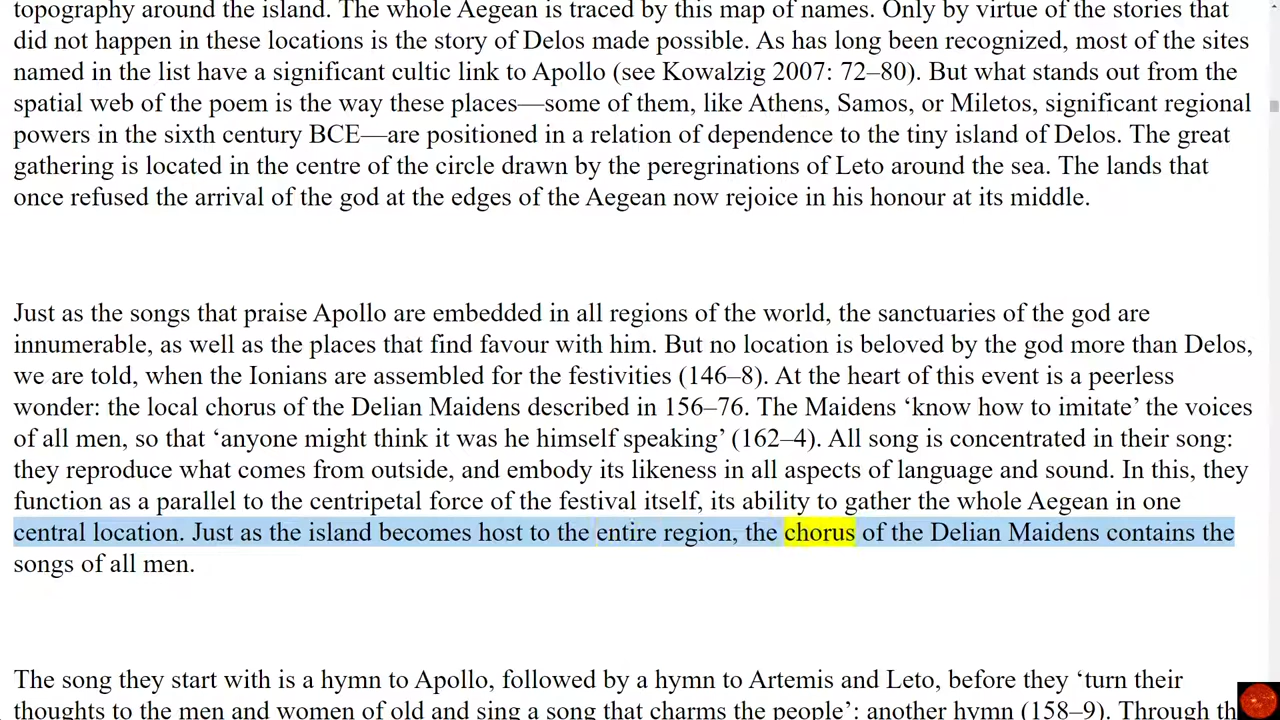 topography around the island. The whole Aegean is traced by this map of names. Only by virtue of the stories that
did not happen in these locations is the story of Delos made possible. As has long been recognized, most of the sites
named in the list have a significant cultic link to Apollo (see Kowalzig 2007: 72–80). But what stands out from the
spatial web of the poem is the way these places—some of them, like Athens, Samos, or Miletos, significant regional
powers in the sixth century BCE—are positioned in a relation of dependence to the tiny island of Delos. The great
gathering is located in the centre of the circle drawn by the peregrinations of Leto around the sea. The lands that
once refused the arrival of the god at the edges of the Aegean now rejoice in his honour at its middle.
Just as the songs that praise Apollo are embedded in all regions of the world, the sanctuaries of the god are
innumerable, as well as the places that find favour with him. But no location is beloved by the god more than Delos,
we are told, when the Ionians are assembled for the festivities (146–8). At the heart of this event is a peerless
wonder: the local chorus of the Delian Maidens described in 156–76. The Maidens ‘know how to imitate’ the voices
of all men, so that ‘anyone might think it was he himself speaking’ (162–4). All song is concentrated in their song:
they reproduce what comes from outside, and embody its likeness in all aspects of language and sound. In this, they
function as a parallel to the centripetal force of the festival itself, its ability to gather the whole Aegean in one
central location. Just as the island becomes host to the entire region, the chorus of the Delian Maidens contains the
songs of all men.
The song they start with is a hymn to Apollo, followed by a hymn to Artemis and Leto, before they ‘turn their
thoughts to the men and women of old and sing a song that charms the people’: another hymn (158–9). Through th